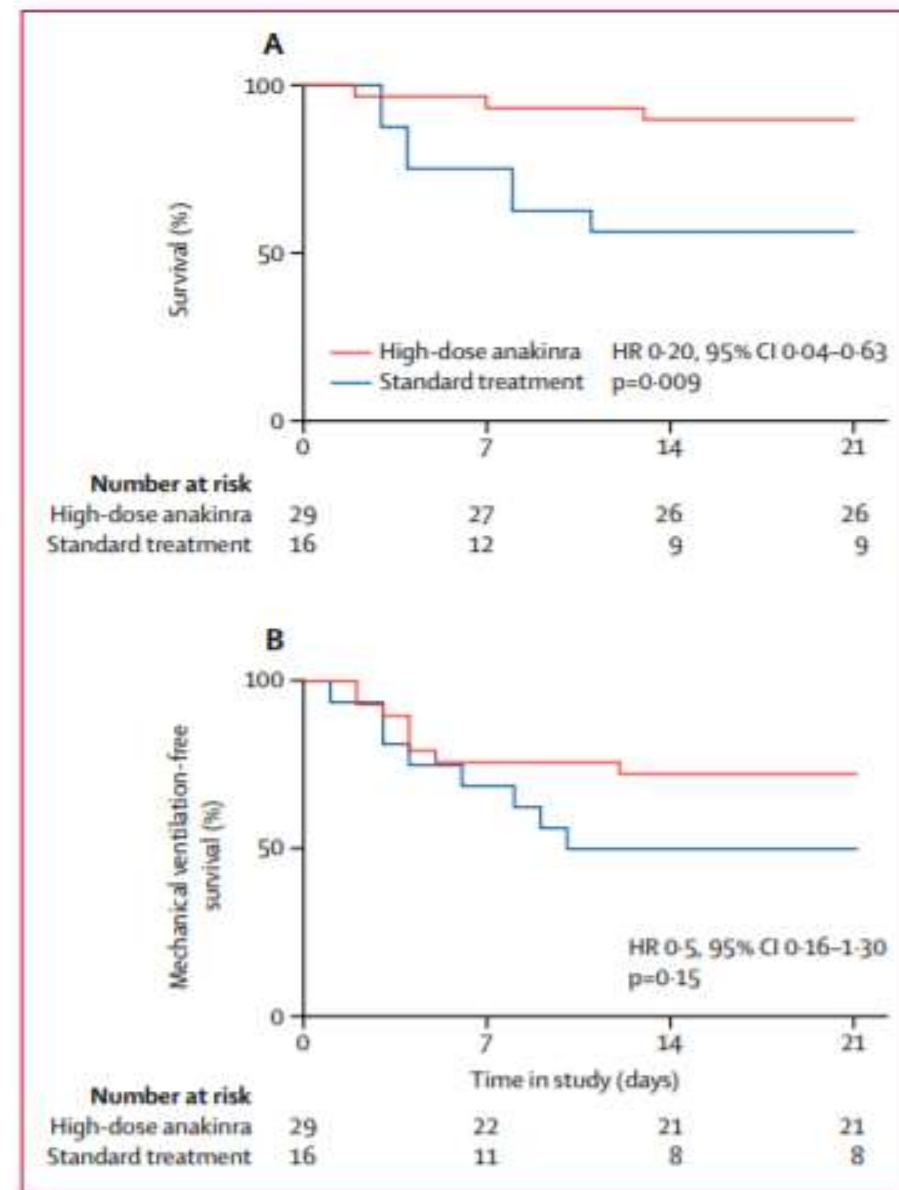 A
100
50
0
Survival (%)
High-dose anakinra HR 0·20, 95% CI 0·04–0·63
Standard treatment p=0·009
0 7 14 21
Number at risk
High-dose anakinra 29 27 26 26
Standard treatment 16 12 9 9
B
100
50
0
Mechanical ventilation-free
survival (%)
HR 0·5, 95% CI 0·16–1·30
p=0·15
0 7 14 21
Time in study (days)
Number at risk
High-dose anakinra 29 22 21 21
Standard treatment 16 11 8 8